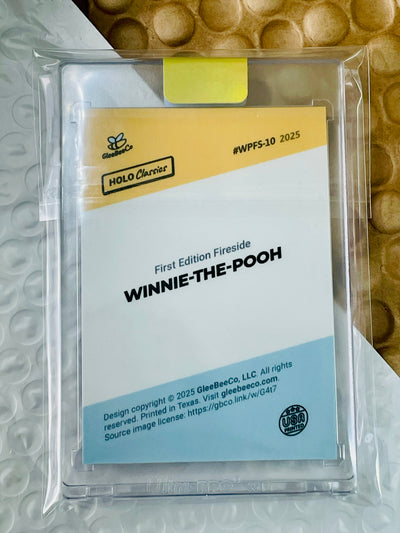 GleeBeeCo
HOLO Classics
#WPFS-10 2025
First Edition Fireside
WINNIE-THE-POOH
Design copyright © 2025 GleeBeeCo, LLC. All rights
reserved. Printed in Texas. Visit gleebeeco.com.
Source image license: https://gbco.link/w/G4t7
USA
PRINTED